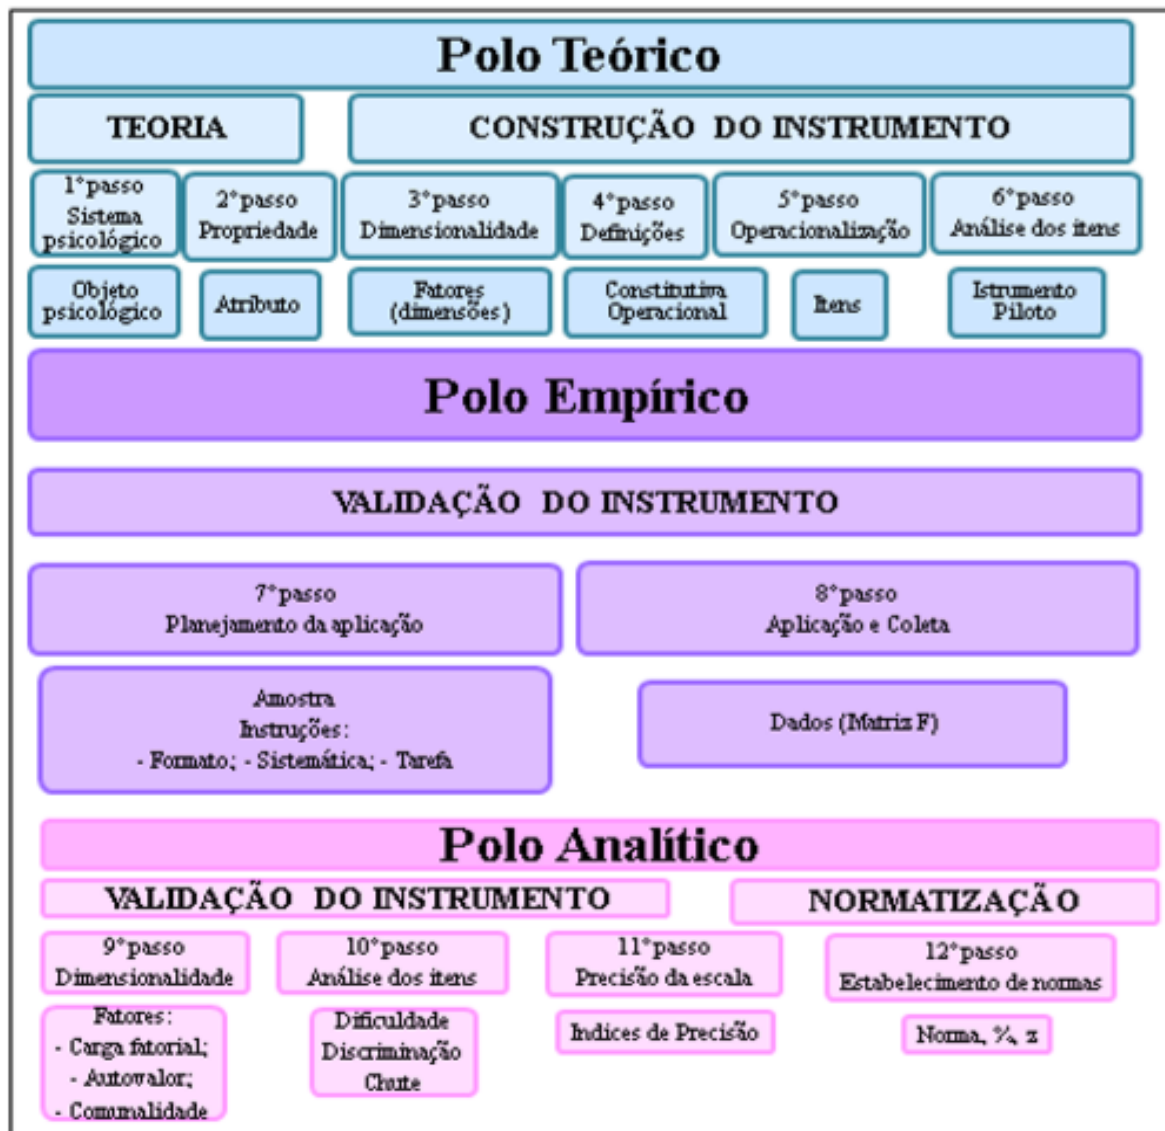 Polo Teórico
TEORIA
CONSTRUÇÃO DO INSTRUMENTO
1°passo
Sistema
psicológico
2°passo
Propriedade
3°passo
Dimensionalidade
4°passo
Definições
5°passo
Operacionalização
6°passo
Análise dos itens
Objeto
psicológico
Atributo
Fatores
(dimensões)
Constitutiva
Operacional
Itens
Istrumento
Piloto
Polo Empírico
VALIDAÇÃO DO INSTRUMENTO
7°passo
Planejamento da aplicação
8°passo
Aplicação e Coleta
Amostra
Instruções:
- Formato; - Sistemática; - Tarefa
Dados (Matriz F)
Polo Analítico
VALIDAÇÃO DO INSTRUMENTO
NORMATIZAÇÃO
9°passo
Dimensionalidade
10°passo
Análise dos itens
11°passo
Precisão da escala
12°passo
Estabelecimento de normas
Fatores:
- Carga fatorial;
- Autovalor;
- Comunalidade
Dificuldade
Discriminação
Chute
Indices de Precisão
Norma, %, z